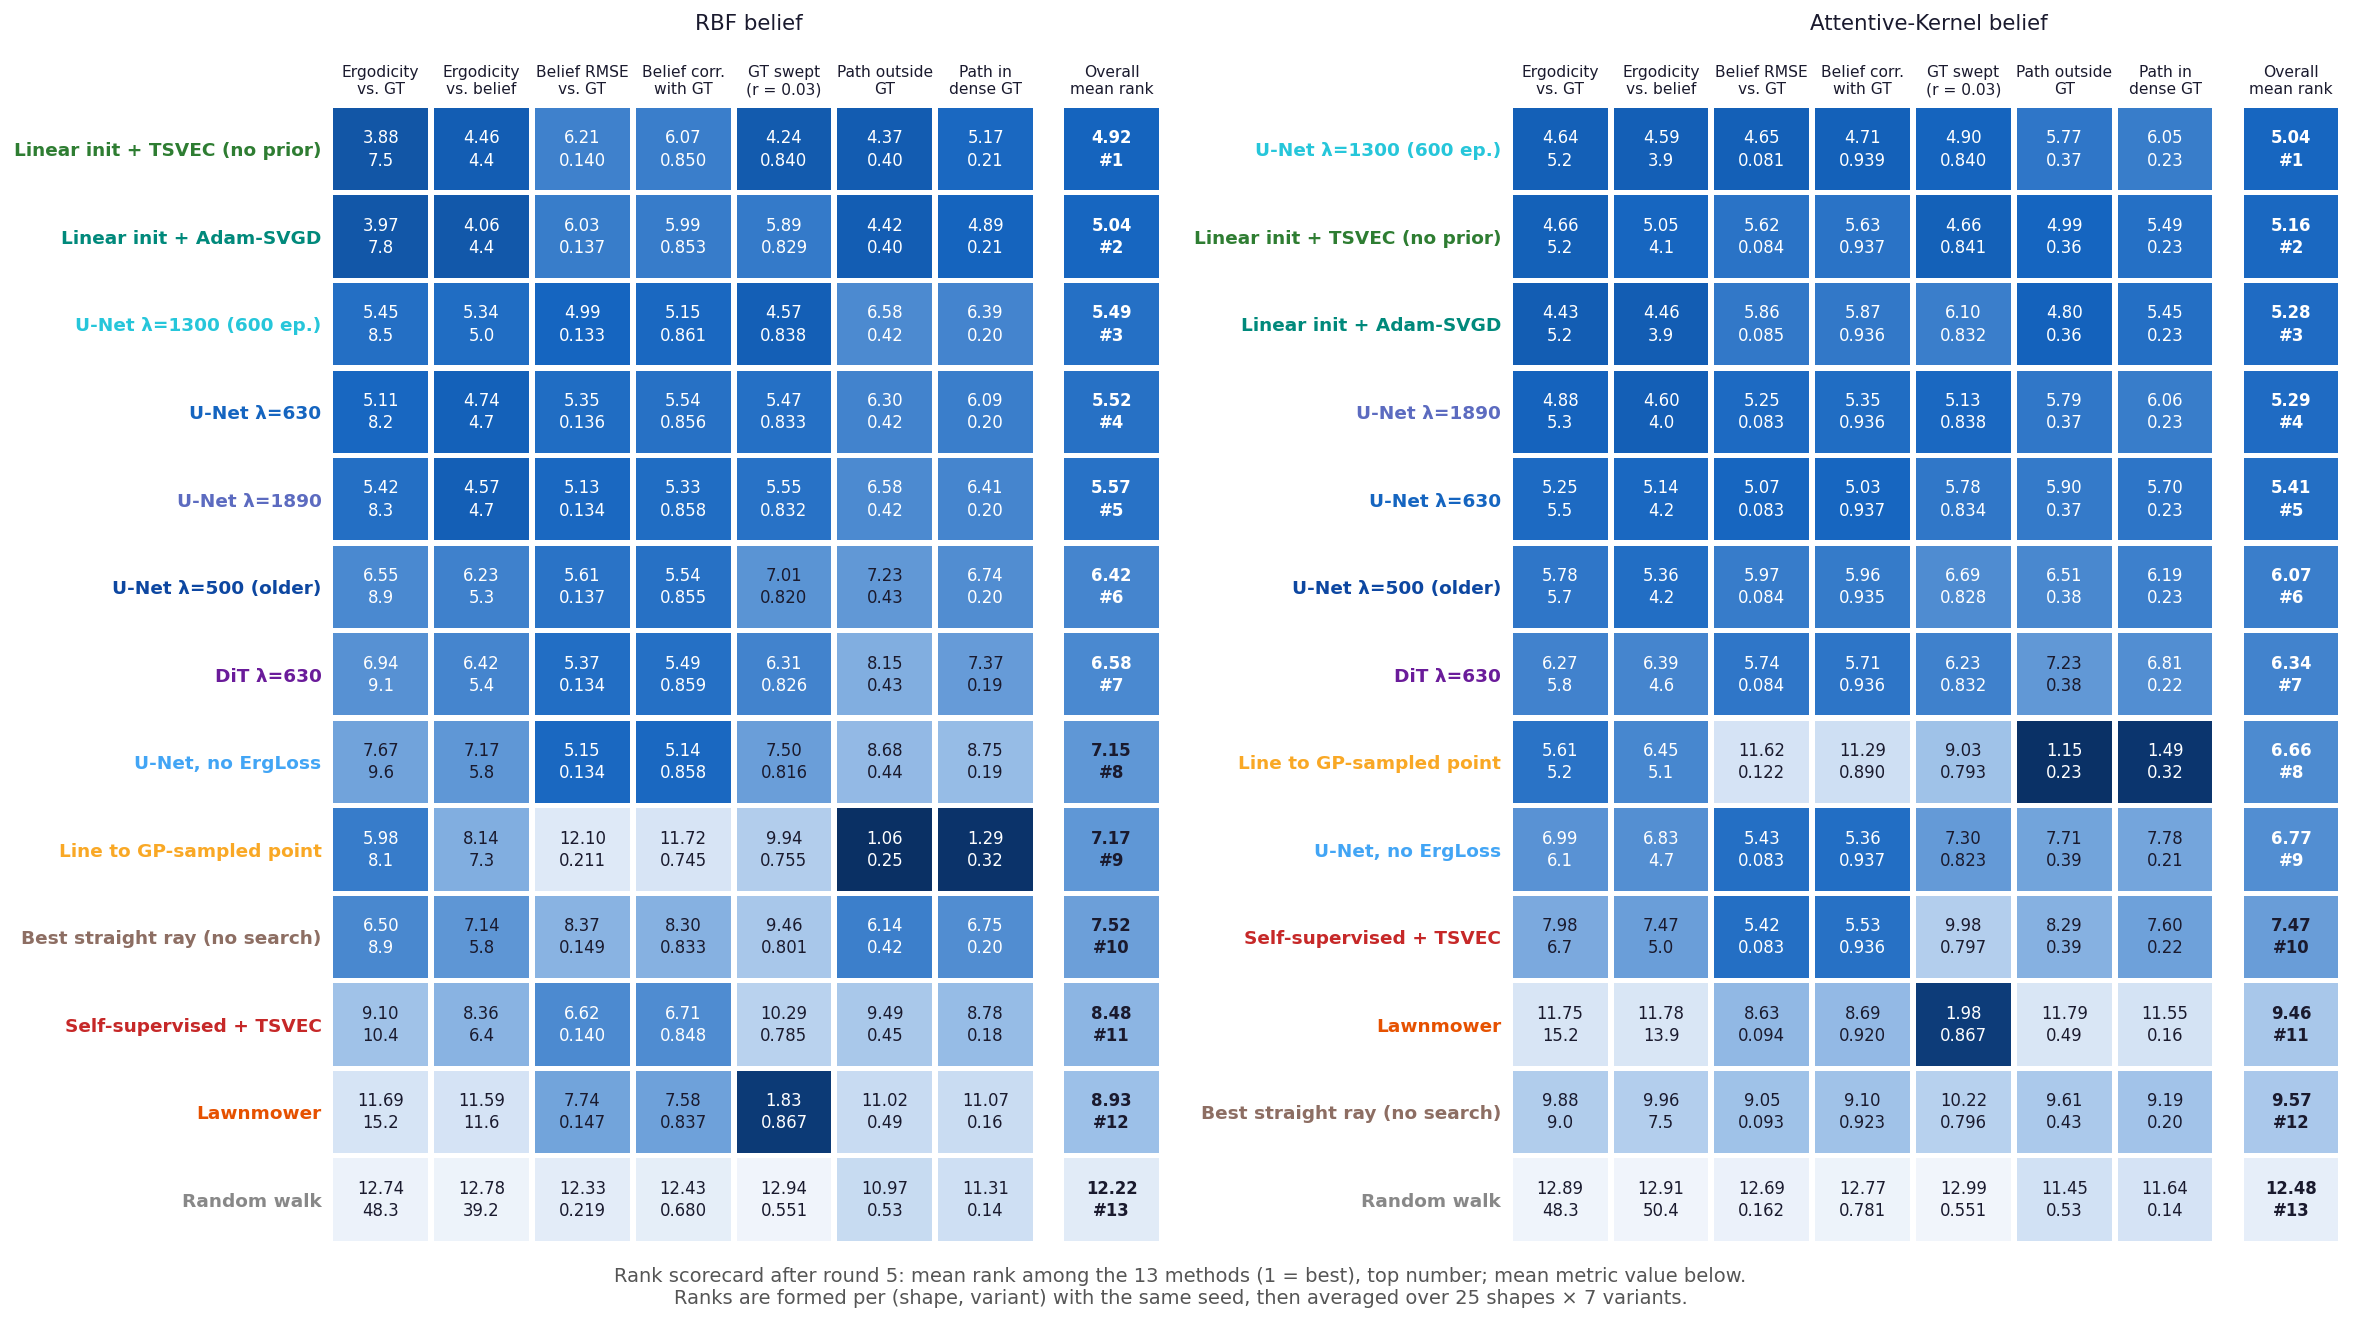 RBF belief
Ergodicity vs. GT | Ergodicity vs. belief | Belief RMSE vs. GT | Belief corr. with GT | GT swept (r = 0.03) | Path outside GT | Path in dense GT | Overall mean rank
Linear init + TSVEC (no prior)
3.88 4.46 6.21 6.07 4.24 4.37 5.17 4.92
7.5 4.4 0.140 0.850 0.840 0.40 0.21 #1
Linear init + Adam-SVGD
3.97 4.06 6.03 5.99 5.89 4.42 4.89 5.04
7.8 4.4 0.137 0.853 0.829 0.40 0.21 #2
U-Net λ=1300 (600 ep.)
5.45 5.34 4.99 5.15 4.57 6.58 6.39 5.49
8.5 5.0 0.133 0.861 0.838 0.42 0.20 #3
U-Net λ=630
5.11 4.74 5.35 5.54 5.47 6.30 6.09 5.52
8.2 4.7 0.136 0.856 0.833 0.42 0.20 #4
U-Net λ=1890
5.42 4.57 5.13 5.33 5.55 6.58 6.41 5.57
8.3 4.7 0.134 0.858 0.832 0.42 0.20 #5
U-Net λ=500 (older)
6.55 6.23 5.61 5.54 7.01 7.23 6.74 6.42
8.9 5.3 0.137 0.855 0.820 0.43 0.20 #6
DiT λ=630
6.94 6.42 5.37 5.49 6.31 8.15 7.37 6.58
9.1 5.4 0.134 0.859 0.826 0.43 0.19 #7
U-Net, no ErgLoss
7.67 7.17 5.15 5.14 7.50 8.68 8.75 7.15
9.6 5.8 0.134 0.858 0.816 0.44 0.19 #8
Line to GP-sampled point
5.98 8.14 12.10 11.72 9.94 1.06 1.29 7.17
8.1 7.3 0.211 0.745 0.755 0.25 0.32 #9
Best straight ray (no search)
6.50 7.14 8.37 8.30 9.46 6.14 6.75 7.52
8.9 5.8 0.149 0.833 0.801 0.42 0.20 #10
Self-supervised + TSVEC
9.10 8.36 6.62 6.71 10.29 9.49 8.78 8.48
10.4 6.4 0.140 0.848 0.785 0.45 0.18 #11
Lawnmower
11.69 11.59 7.74 7.58 1.83 11.02 11.07 8.93
15.2 11.6 0.147 0.837 0.867 0.49 0.16 #12
Random walk
12.74 12.78 12.33 12.43 12.94 10.97 11.31 12.22
48.3 39.2 0.219 0.680 0.551 0.53 0.14 #13
Attentive-Kernel belief
Ergodicity vs. GT | Ergodicity vs. belief | Belief RMSE vs. GT | Belief corr. with GT | GT swept (r = 0.03) | Path outside GT | Path in dense GT | Overall mean rank
U-Net λ=1300 (600 ep.)
4.64 4.59 4.65 4.71 4.90 5.77 6.05 5.04
5.2 3.9 0.081 0.939 0.840 0.37 0.23 #1
Linear init + TSVEC (no prior)
4.66 5.05 5.62 5.63 4.66 4.99 5.49 5.16
5.2 4.1 0.084 0.937 0.841 0.36 0.23 #2
Linear init + Adam-SVGD
4.43 4.46 5.86 5.87 6.10 4.80 5.45 5.28
5.2 3.9 0.085 0.936 0.832 0.36 0.23 #3
U-Net λ=1890
4.88 4.60 5.25 5.35 5.13 5.79 6.06 5.29
5.3 4.0 0.083 0.936 0.838 0.37 0.23 #4
U-Net λ=630
5.25 5.14 5.07 5.03 5.78 5.90 5.70 5.41
5.5 4.2 0.083 0.937 0.834 0.37 0.23 #5
U-Net λ=500 (older)
5.78 5.36 5.97 5.96 6.69 6.51 6.19 6.07
5.7 4.2 0.084 0.935 0.828 0.38 0.23 #6
DiT λ=630
6.27 6.39 5.74 5.71 6.23 7.23 6.81 6.34
5.8 4.6 0.084 0.936 0.832 0.38 0.22 #7
Line to GP-sampled point
5.61 6.45 11.62 11.29 9.03 1.15 1.49 6.66
5.2 5.1 0.122 0.890 0.793 0.23 0.32 #8
U-Net, no ErgLoss
6.99 6.83 5.43 5.36 7.30 7.71 7.78 6.77
6.1 4.7 0.083 0.937 0.823 0.39 0.21 #9
Self-supervised + TSVEC
7.98 7.47 5.42 5.53 9.98 8.29 7.60 7.47
6.7 5.0 0.083 0.936 0.797 0.39 0.22 #10
Lawnmower
11.75 11.78 8.63 8.69 1.98 11.79 11.55 9.46
15.2 13.9 0.094 0.920 0.867 0.49 0.16 #11
Best straight ray (no search)
9.88 9.96 9.05 9.10 10.22 9.61 9.19 9.57
9.0 7.5 0.093 0.923 0.796 0.43 0.20 #12
Random walk
12.89 12.91 12.69 12.77 12.99 11.45 11.64 12.48
48.3 50.4 0.162 0.781 0.551 0.53 0.14 #13
Rank scorecard after round 5: mean rank among the 13 methods (1 = best), top number; mean metric value below.
Ranks are formed per (shape, variant) with the same seed, then averaged over 25 shapes × 7 variants.